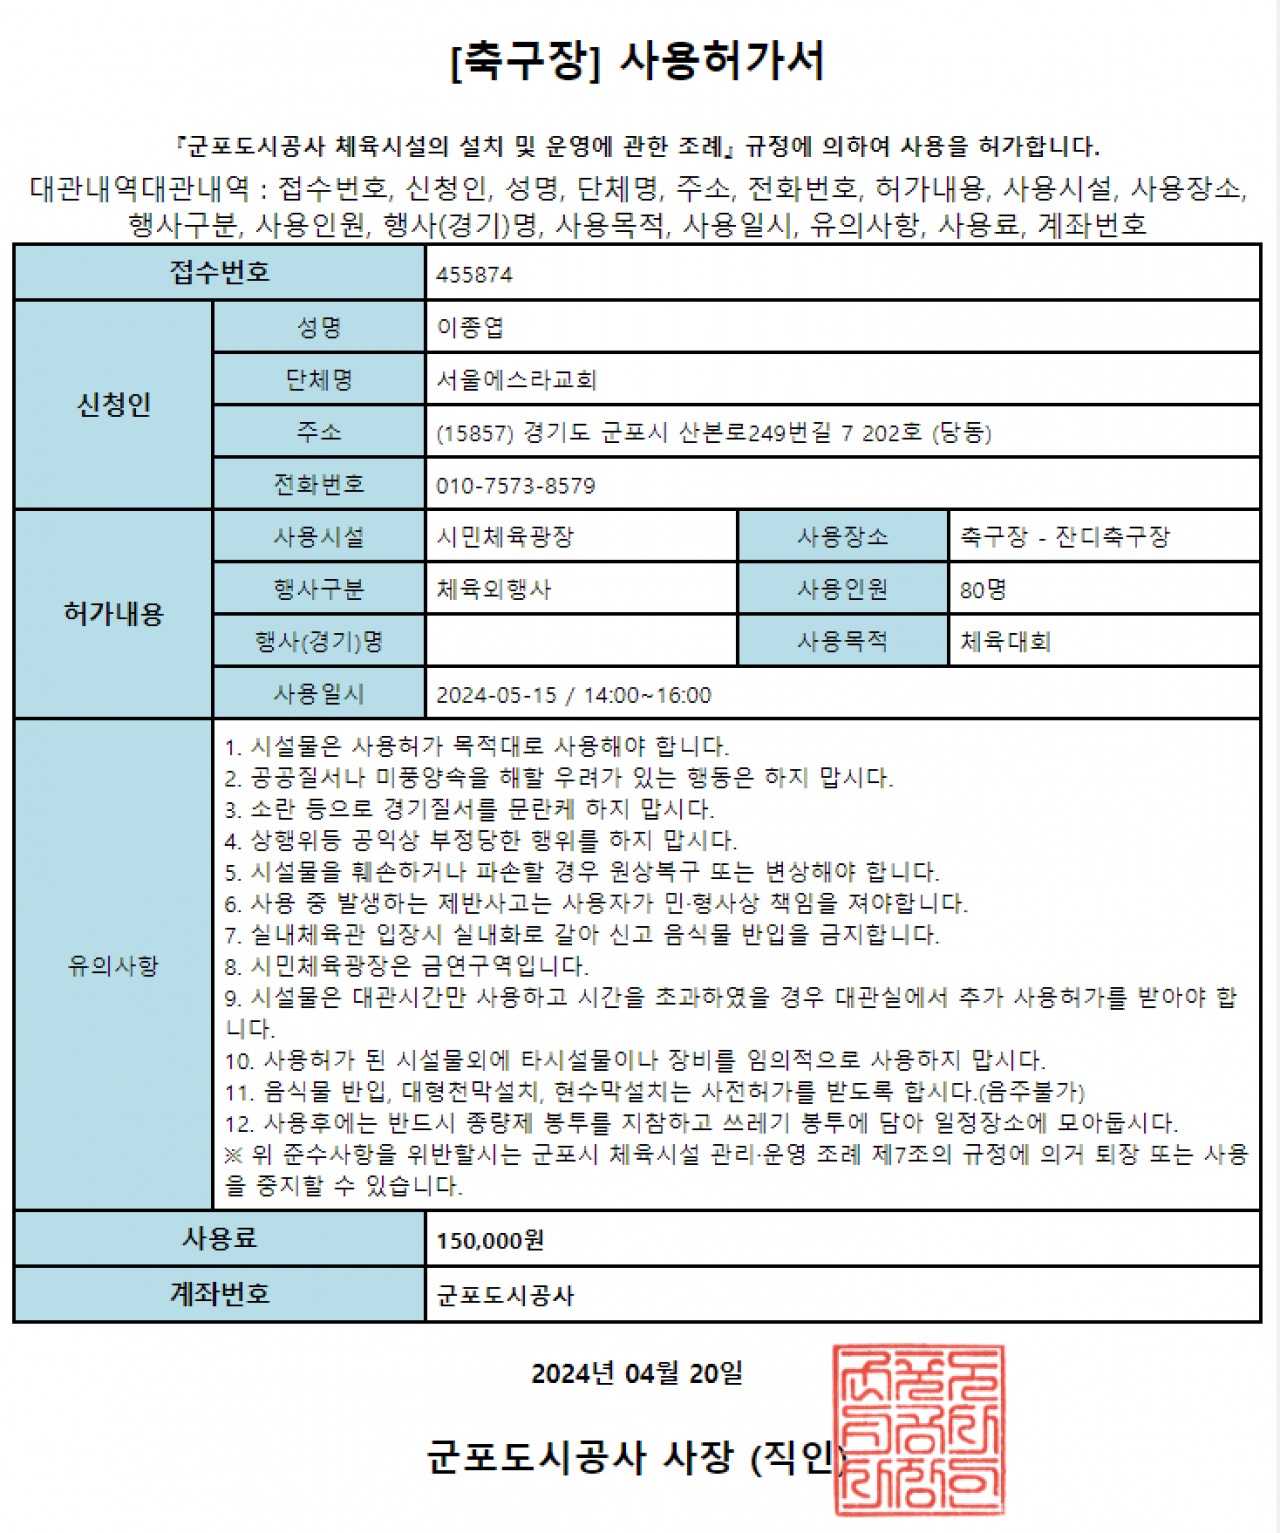 [축구장] 사용허가서
『군포도시공사 체육시설의 설치 및 운영에 관한 조례』 규정에 의하여 사용을 허가합니다.
대관내역대관내역 : 접수번호, 신청인, 성명, 단체명, 주소, 전화번호, 허가내용, 사용시설, 사용장소,
행사구분, 사용인원, 행사(경기)명, 사용목적, 사용일시, 유의사항, 사용료, 계좌번호
접수번호 455874
신청인
성명 이종엽
단체명 서울에스라교회
주소 (15857) 경기도 군포시 산본로249번길 7 202호 (당동)
전화번호 010-7573-8579
허가내용
사용시설 시민체육광장 사용장소 축구장 - 잔디축구장
행사구분 체육외행사 사용인원 80명
행사(경기)명 사용목적 체육대회
사용일시 2024-05-15 / 14:00~16:00
유의사항
1. 시설물은 사용허가 목적대로 사용해야 합니다.
2. 공공질서나 미풍양속을 해할 우려가 있는 행동은 하지 맙시다.
3. 소란 등으로 경기질서를 문란케 하지 맙시다.
4. 상행위등 공익상 부정당한 행위를 하지 맙시다.
5. 시설물을 훼손하거나 파손할 경우 원상복구 또는 변상해야 합니다.
6. 사용 중 발생하는 제반사고는 사용자가 민·형사상 책임을 져야합니다.
7. 실내체육관 입장시 실내화로 갈아 신고 음식물 반입을 금지합니다.
8. 시민체육광장은 금연구역입니다.
9. 시설물은 대관시간만 사용하고 시간을 초과하였을 경우 대관실에서 추가 사용허가를 받아야 합
니다.
10. 사용허가 된 시설물외에 타시설물이나 장비를 임의적으로 사용하지 맙시다.
11. 음식물 반입, 대형천막설치, 현수막설치는 사전허가를 받도록 합시다.(음주불가)
12. 사용후에는 반드시 종량제 봉투를 지참하고 쓰레기 봉투에 담아 일정장소에 모아둡시다.
※ 위 준수사항을 위반할시는 군포시 체육시설 관리·운영 조례 제7조의 규정에 의거 퇴장 또는 사용
을 중지할 수 있습니다.
사용료 150,000원
계좌번호 군포도시공사
2024년 04월 20일
군포도시공사 사장 (직인)